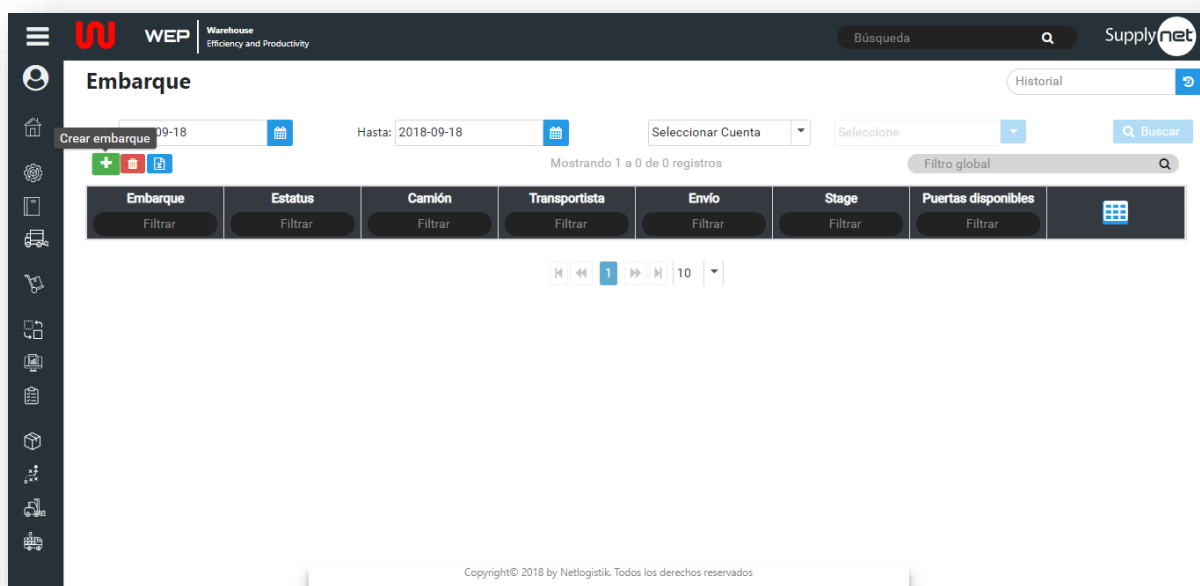 WEP Warehouse
Efficiency and Productivity
Búsqueda
Supplynet
Embarque
Historial
Crear embarque
09-18
Hasta: 2018-09-18
Seleccionar Cuenta
Seleccione
Buscar
Mostrando 1 a 0 de 0 registros
Filtro global
Embarque Estatus Camión Transportista Envío Stage Puertas disponibles
Filtrar Filtrar Filtrar Filtrar Filtrar Filtrar Filtrar
1 10
Copyright© 2018 by Netlogistik. Todos los derechos reservados